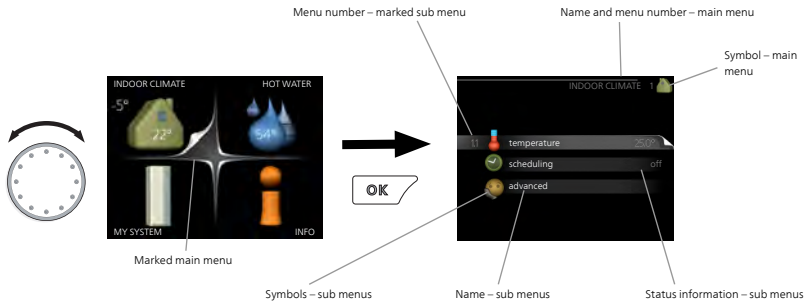 Menu number – marked sub menu
Name and menu number – main menu
Symbol – main
menu
INDOOR CLIMATE
HOT WATER
-5°
22°
54°
MY SYSTEM
INFO
OK
INDOOR CLIMATE 1
1.1 temperature 25.0°
scheduling off
advanced
Marked main menu
Symbols – sub menus
Name – sub menus
Status information – sub menus